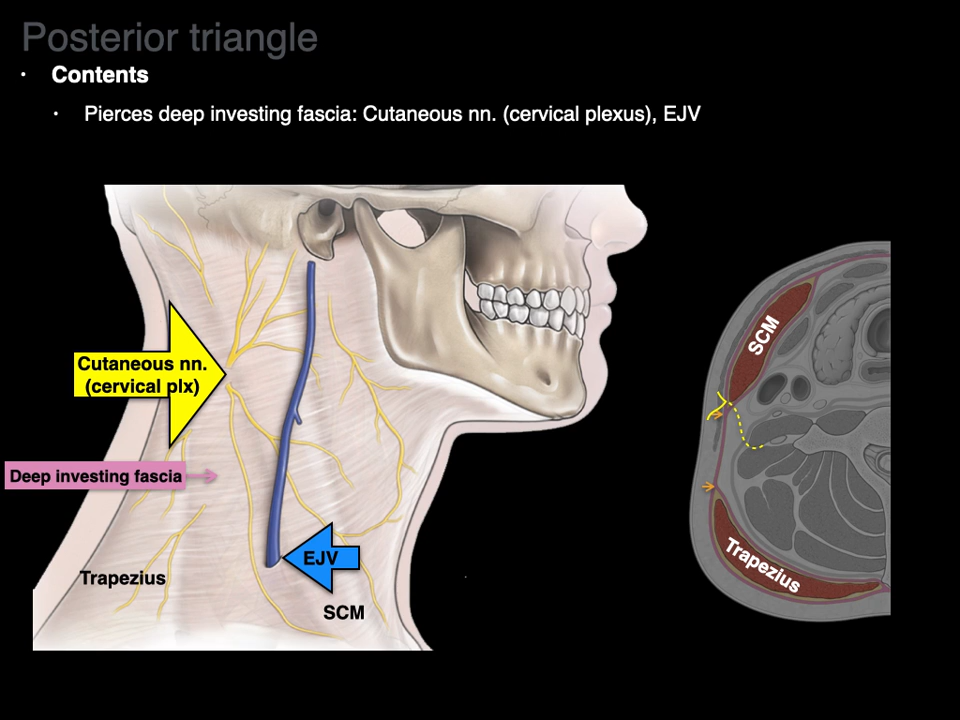 Posterior triangle
• Contents
• Pierces deep investing fascia: Cutaneous nn. (cervical plexus), EJV
SCM
Cutaneous nn.
(cervical plx)
Deep investing fascia
EJV
Trapezius
Trapezius
SCM